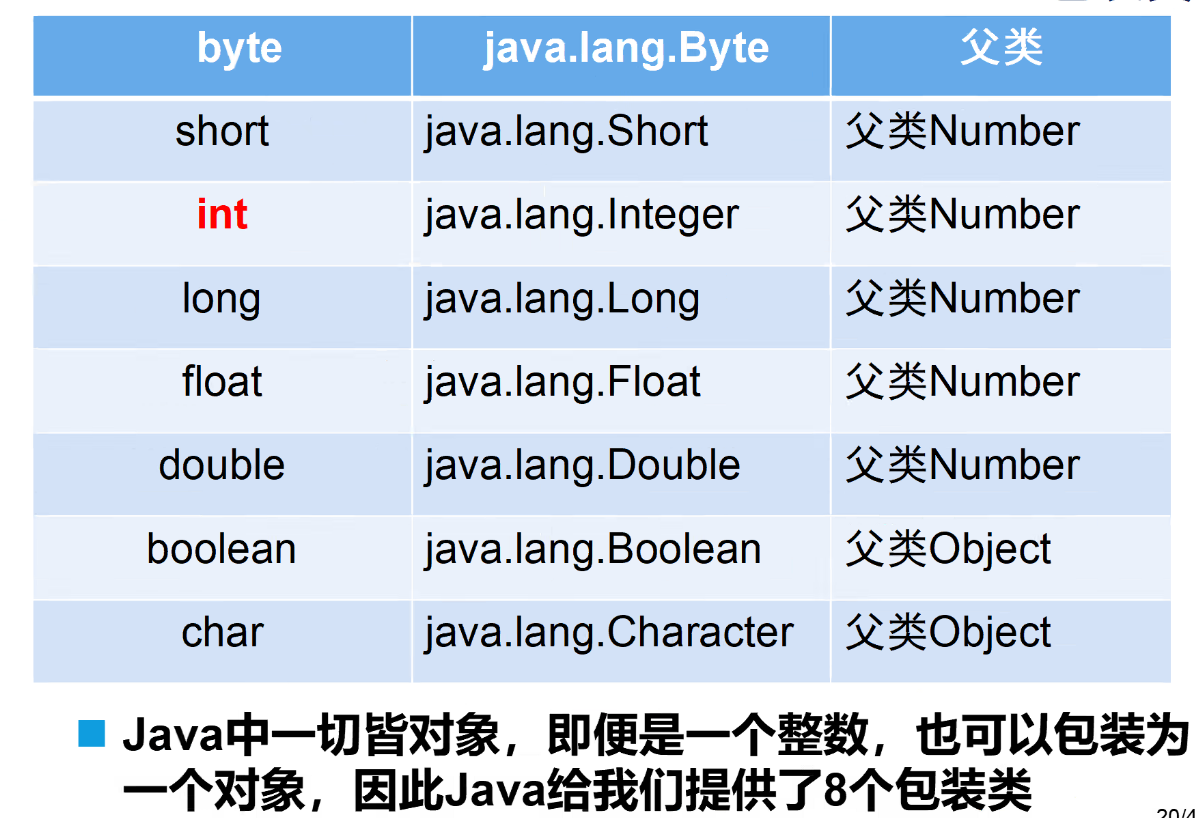 byte java.lang.Byte 父类
short java.lang.Short 父类Number
int java.lang.Integer 父类Number
long java.lang.Long 父类Number
float java.lang.Float 父类Number
double java.lang.Double 父类Number
boolean java.lang.Boolean 父类Object
char java.lang.Character 父类Object
Java中一切皆对象，即便是一个整数，也可以包装为
一个对象，因此Java给我们提供了8个包装类
20/4